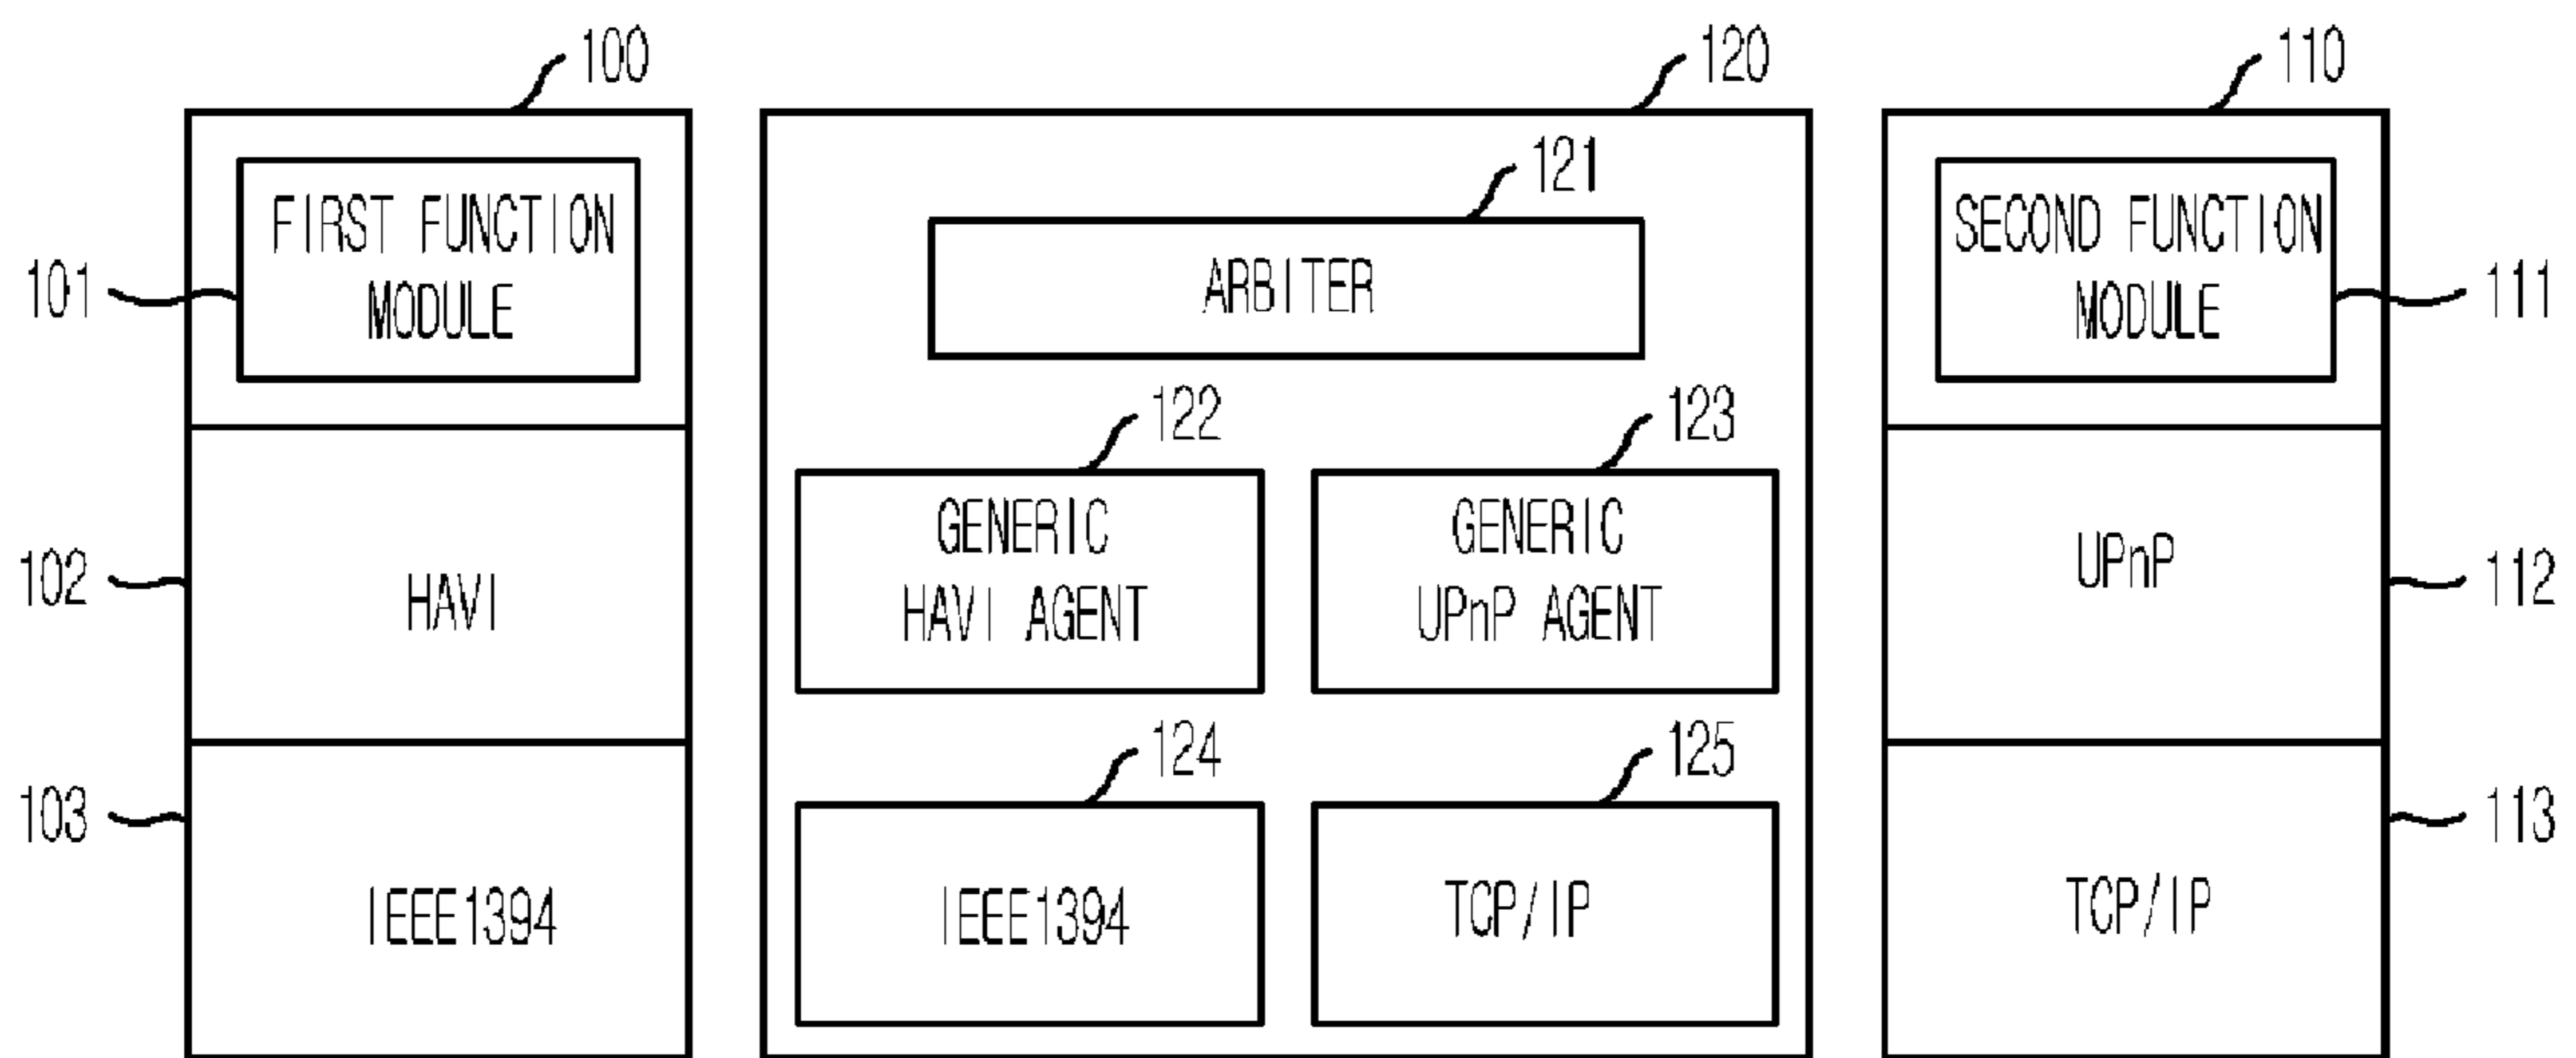 100
120
110
121
FIRST FUNCTION
MODULE
101
ARBITER
SECOND FUNCTION
MODULE
111
122
123
102
HAVI
GENERIC
HAVI AGENT
GENERIC
UPnP AGENT
UPnP
112
124
125
103
IEEE1394
IEEE1394
TCP/IP
TCP/IP
113